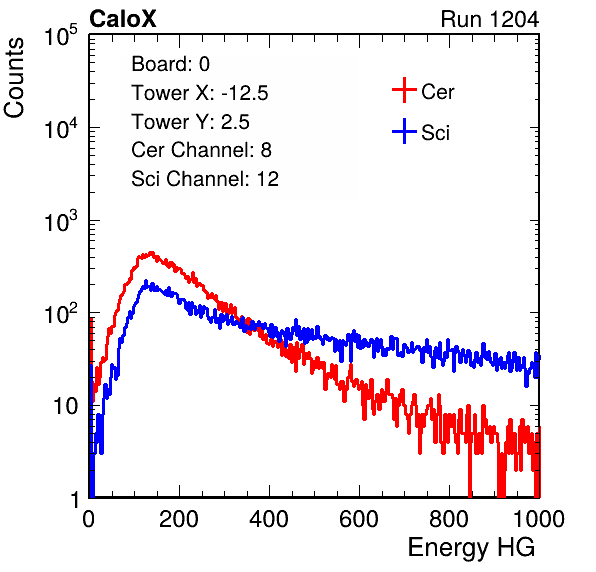 CaloX Run 1204
Counts
10^5
10^4
10^3
10^2
10
1
Board: 0
Tower X: -12.5
Tower Y: 2.5
Cer Channel: 8
Sci Channel: 12
Cer
Sci
0 200 400 600 800 1000
Energy HG